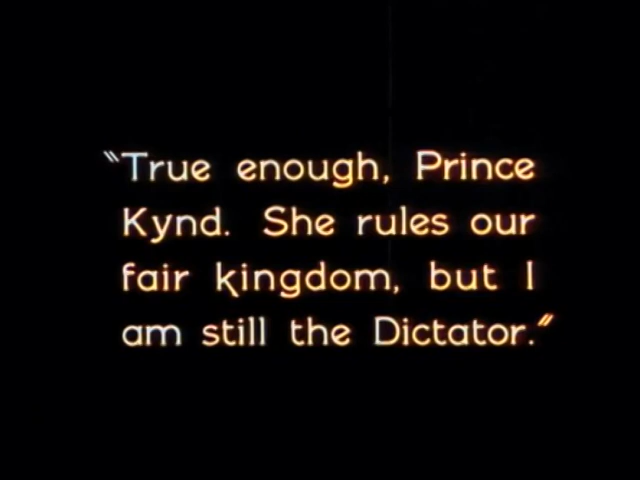 "True enough, Prince
Kynd. She rules our
fair kingdom, but I
am still the Dictator."